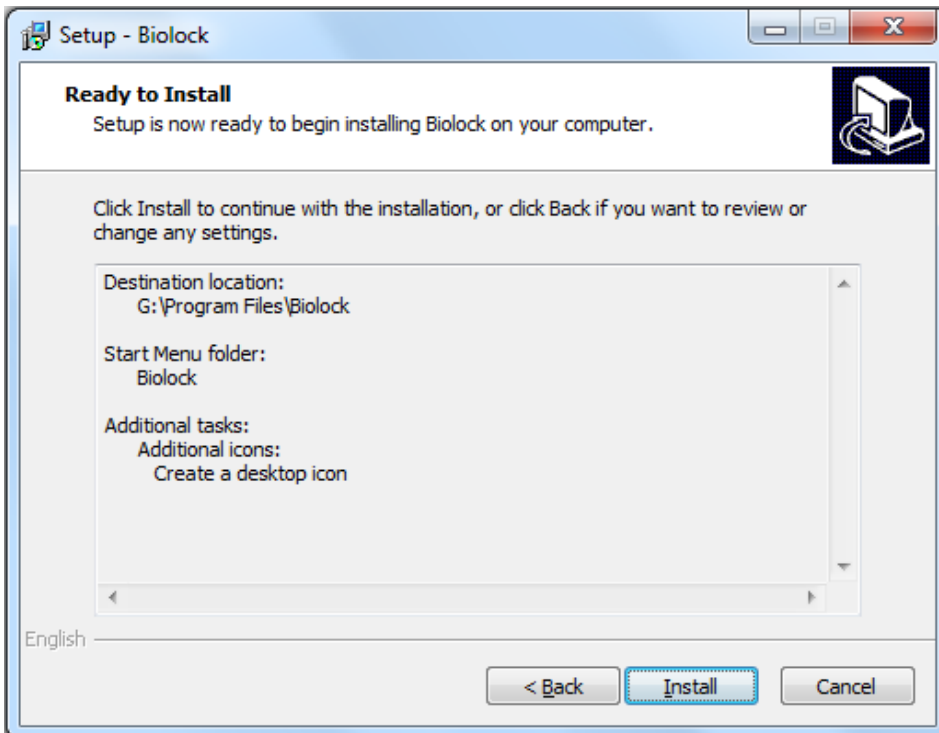 Setup - Biolock
Ready to Install
Setup is now ready to begin installing Biolock on your computer.
Click Install to continue with the installation, or click Back if you want to review or
change any settings.
Destination location:
G:\Program Files\Biolock
Start Menu folder:
Biolock
Additional tasks:
Additional icons:
Create a desktop icon
English
< Back Install Cancel